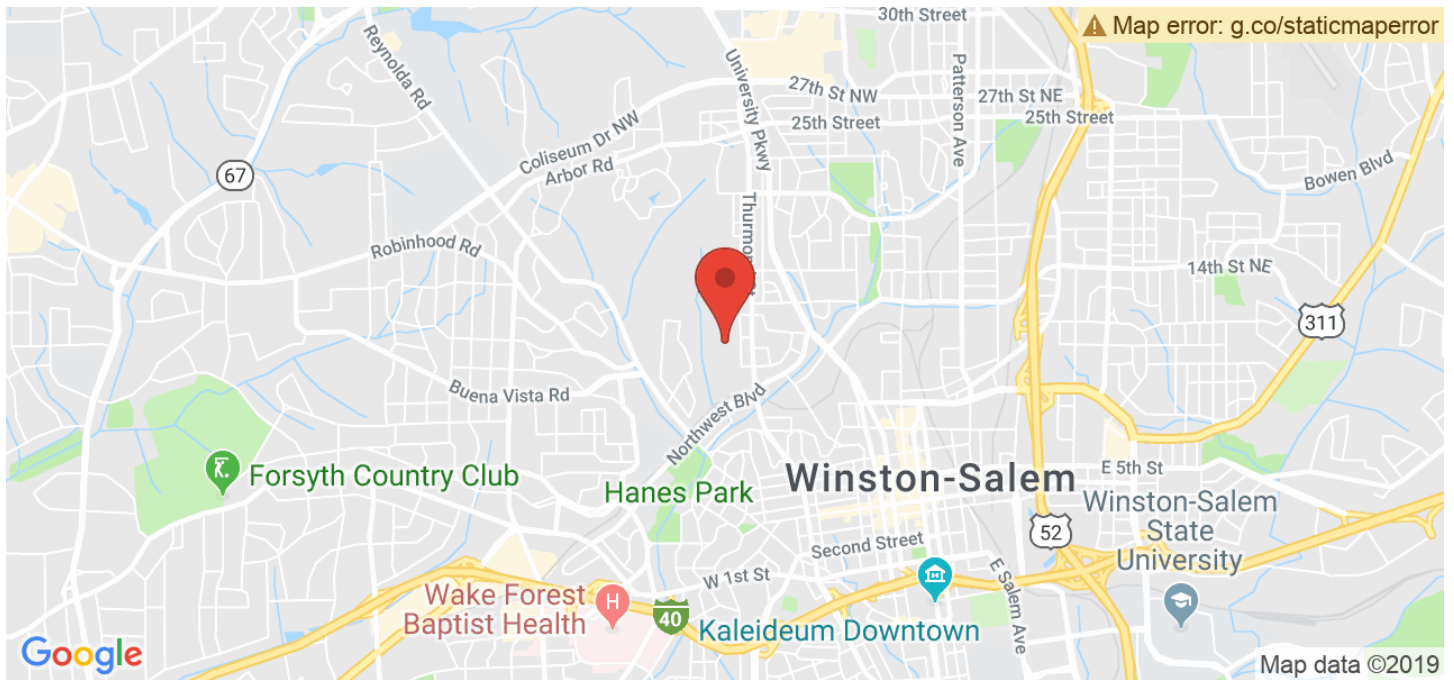 30th Street
Map error: g.co/staticmaperror
Reynolda Rd
University Pkwy
Patterson Ave
27th St NW
27th St NE
25th Street
25th Street
Coliseum Dr NW
Arbor Rd
67
Bowen Blvd
Thurmon
Robinhood Rd
14th St NE
311
Buena Vista Rd
Northwest Blvd
Forsyth Country Club
Hanes Park
Winston-Salem
E 5th St
Winston-Salem
State
University
52
Second Street
W 1st St
E Salem Ave
Wake Forest
Baptist Health
H
40
Kaleideum Downtown
Google
Map data ©2019